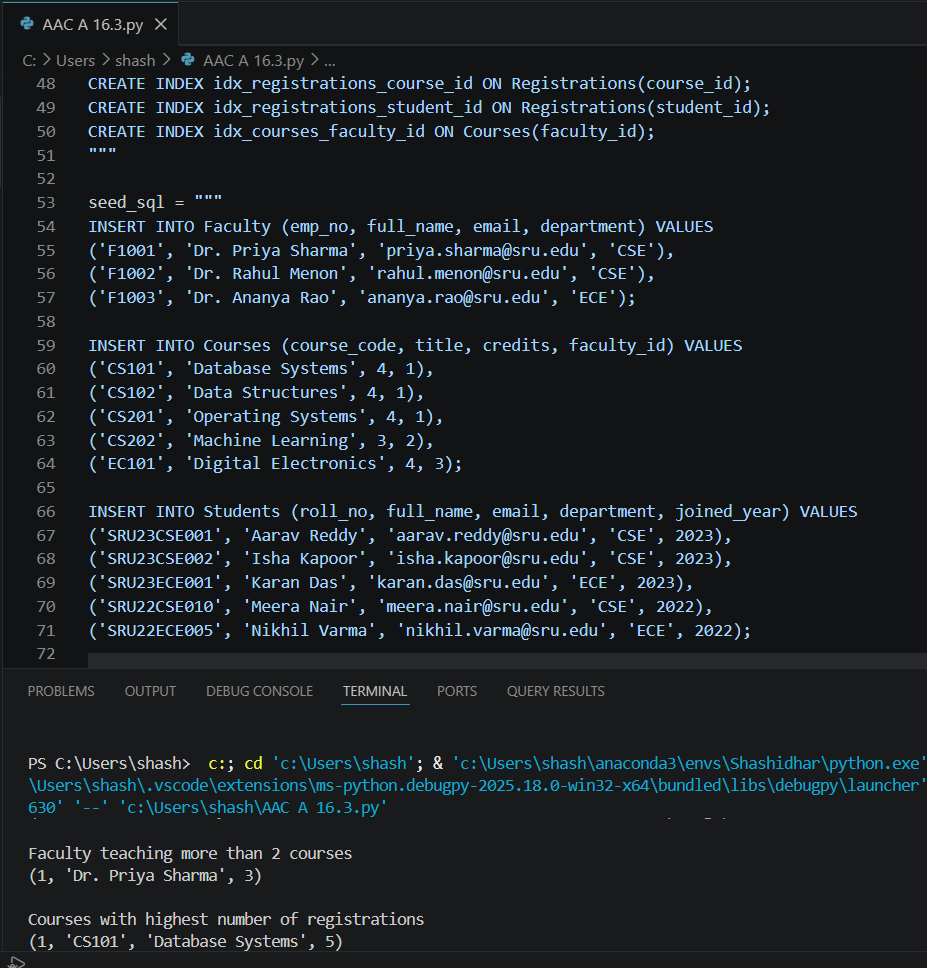 AAC A 16.3.py
C: > Users > shash > AAC A 16.3.py > ...
48 CREATE INDEX idx_registrations_course_id ON Registrations(course_id);
49 CREATE INDEX idx_registrations_student_id ON Registrations(student_id);
50 CREATE INDEX idx_courses_faculty_id ON Courses(faculty_id);
51 """
52
53 seed_sql = """
54 INSERT INTO Faculty (emp_no, full_name, email, department) VALUES
55 ('F1001', 'Dr. Priya Sharma', 'priya.sharma@sru.edu', 'CSE'),
56 ('F1002', 'Dr. Rahul Menon', 'rahul.menon@sru.edu', 'CSE'),
57 ('F1003', 'Dr. Ananya Rao', 'ananya.rao@sru.edu', 'ECE');
58
59 INSERT INTO Courses (course_code, title, credits, faculty_id) VALUES
60 ('CS101', 'Database Systems', 4, 1),
61 ('CS102', 'Data Structures', 4, 1),
62 ('CS201', 'Operating Systems', 4, 1),
63 ('CS202', 'Machine Learning', 3, 2),
64 ('EC101', 'Digital Electronics', 4, 3);
65
66 INSERT INTO Students (roll_no, full_name, email, department, joined_year) VALUES
67 ('SRU23CSE001', 'Aarav Reddy', 'aarav.reddy@sru.edu', 'CSE', 2023),
68 ('SRU23CSE002', 'Isha Kapoor', 'isha.kapoor@sru.edu', 'CSE', 2023),
69 ('SRU23ECE001', 'Karan Das', 'karan.das@sru.edu', 'ECE', 2023),
70 ('SRU22CSE010', 'Meera Nair', 'meera.nair@sru.edu', 'CSE', 2022),
71 ('SRU22ECE005', 'Nikhil Varma', 'nikhil.varma@sru.edu', 'ECE', 2022);
72
PROBLEMS OUTPUT DEBUG CONSOLE TERMINAL PORTS QUERY RESULTS
PS C:\Users\shash>  c:; cd 'c:\Users\shash'; & 'c:\Users\shash\anaconda3\envs\Shashidhar\python.exe'
\Users\shash\.vscode\extensions\ms-python.debugpy-2025.18.0-win32-x64\bundled\libs\debugpy\launcher'
630' '--' 'c:\Users\shash\AAC A 16.3.py'
Faculty teaching more than 2 courses
(1, 'Dr. Priya Sharma', 3)
Courses with highest number of registrations
(1, 'CS101', 'Database Systems', 5)